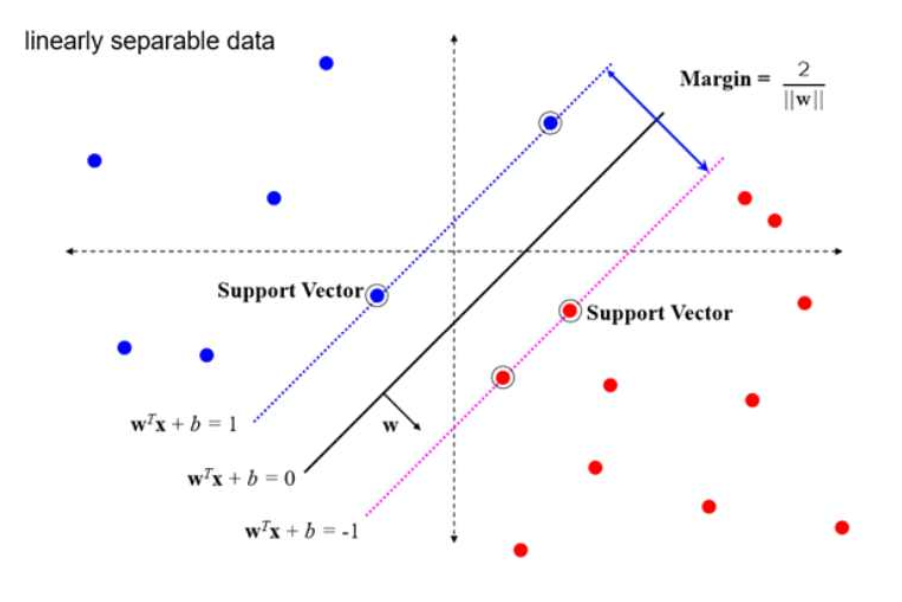 linearly separable data
Margin = 2 / ||w||
Support Vector
Support Vector
wᵀx + b = 1
w
wᵀx + b = 0
wᵀx + b = -1